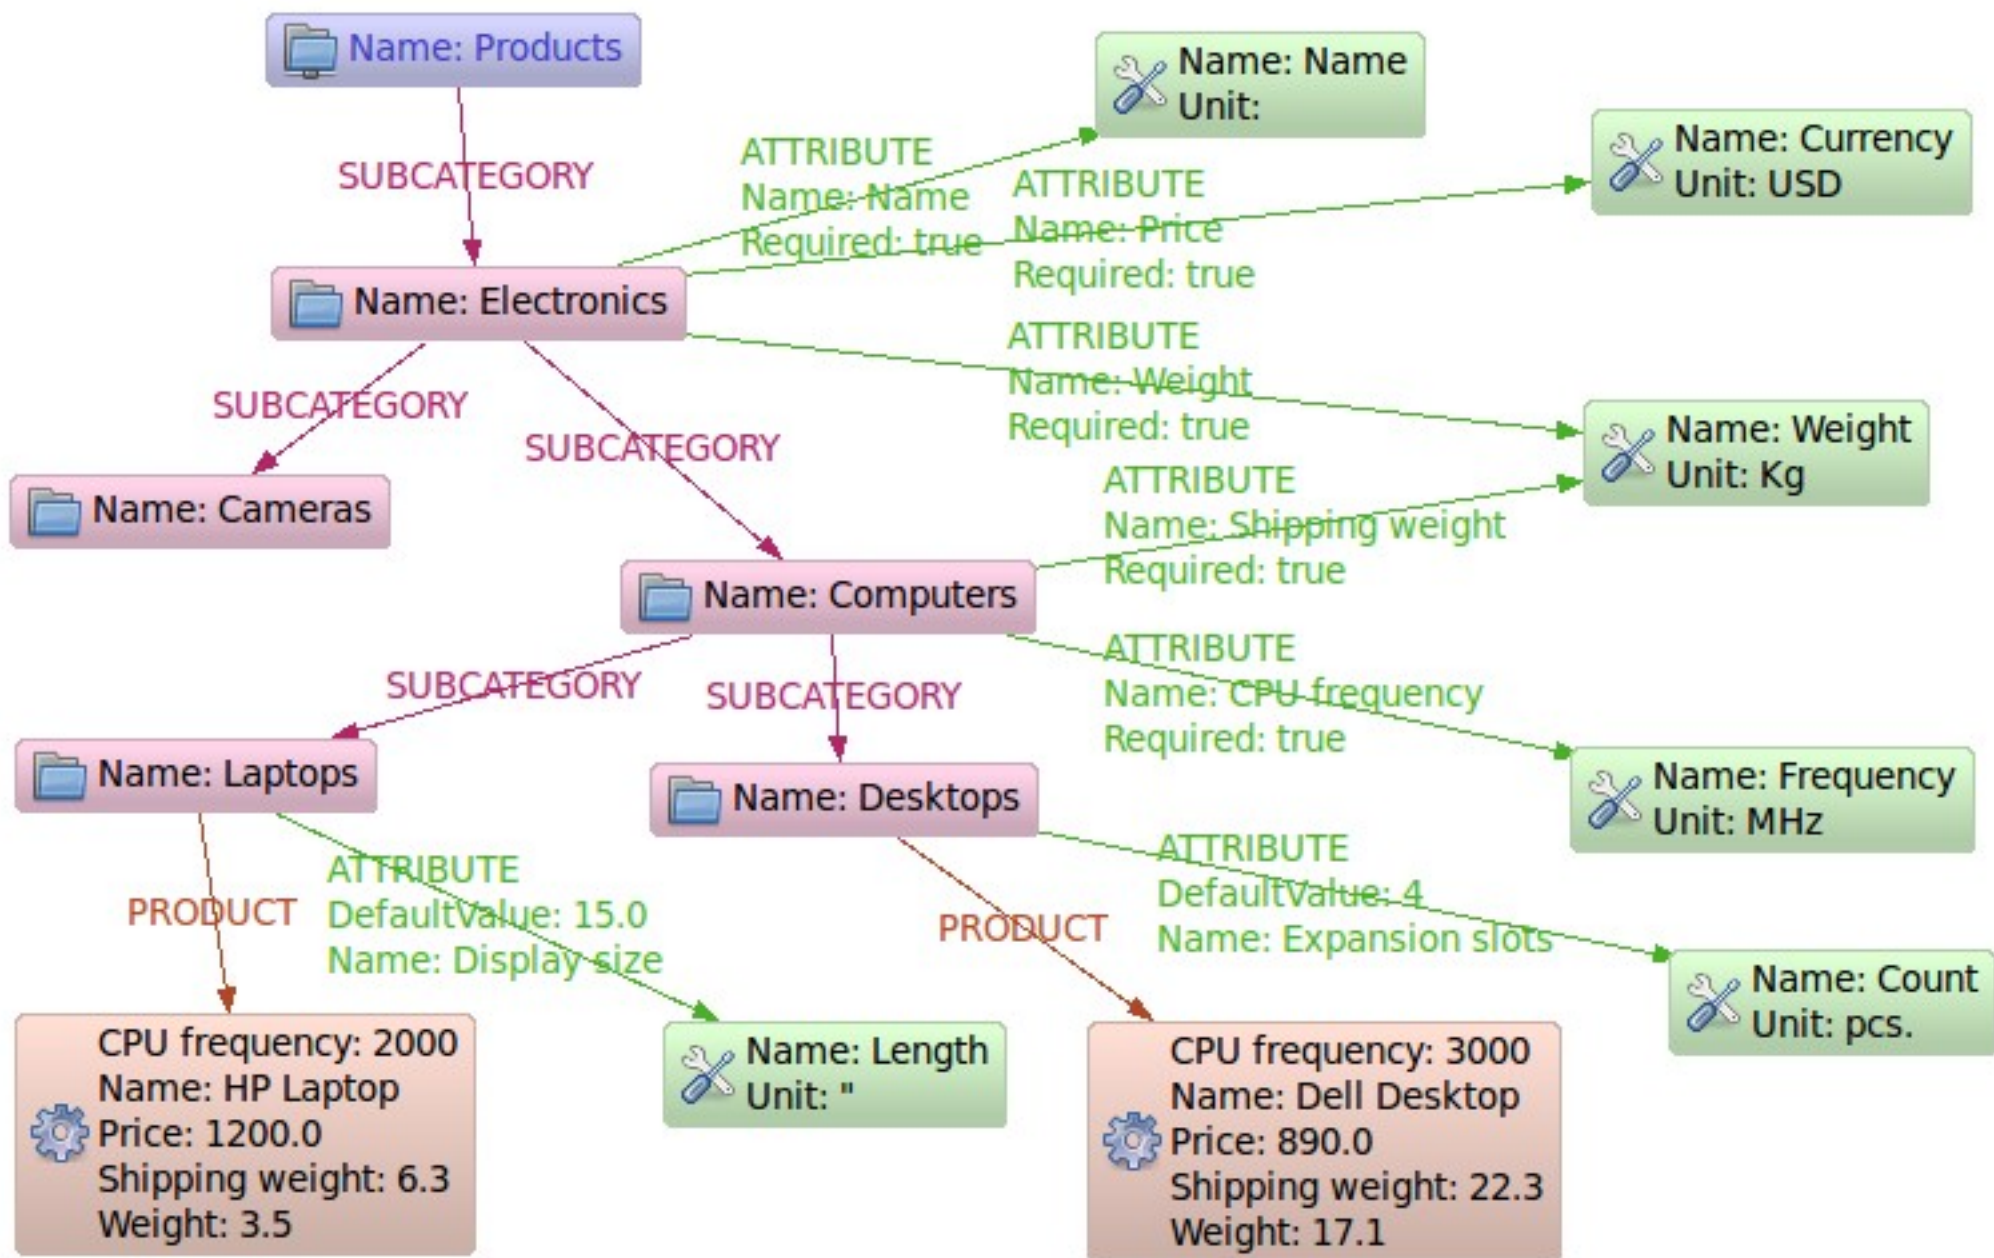 Name: Products
SUBCATEGORY
Name: Name
Unit:
ATTRIBUTE
Name: Name
Required: true
ATTRIBUTE
Name: Price
Required: true
Name: Currency
Unit: USD
Name: Electronics
ATTRIBUTE
Name: Weight
Required: true
SUBCATEGORY
SUBCATEGORY
Name: Weight
Unit: Kg
Name: Cameras
ATTRIBUTE
Name: Shipping weight
Required: true
Name: Computers
SUBCATEGORY
SUBCATEGORY
ATTRIBUTE
Name: CPU frequency
Required: true
Name: Laptops
Name: Desktops
Name: Frequency
Unit: MHz
PRODUCT
ATTRIBUTE
DefaultValue: 15.0
Name: Display size
PRODUCT
ATTRIBUTE
DefaultValue: 4
Name: Expansion slots
Name: Count
Unit: pcs.
CPU frequency: 2000
Name: HP Laptop
Price: 1200.0
Shipping weight: 6.3
Weight: 3.5
Name: Length
Unit: "
CPU frequency: 3000
Name: Dell Desktop
Price: 890.0
Shipping weight: 22.3
Weight: 17.1